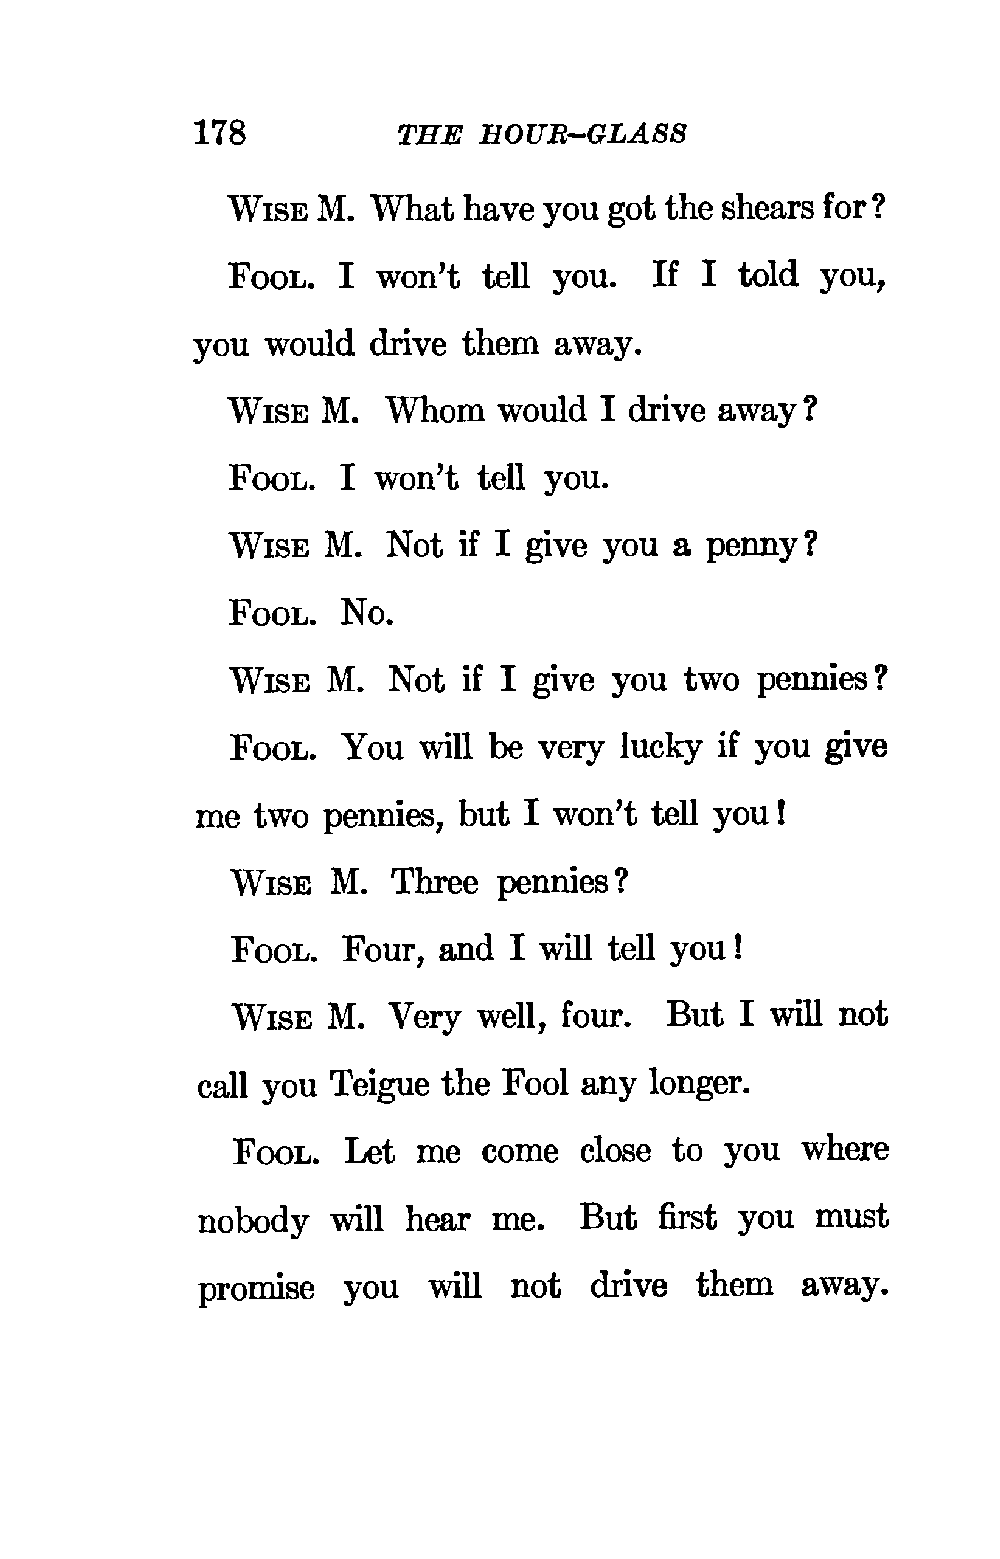 178 THE HOUR-GLASS
WISE M. What have you got the shears for?
FOOL. I won't tell you. If I told you,
you would drive them away.
WISE M. Whom would I drive away?
FOOL. I won't tell you.
WISE M. Not if I give you a penny?
FOOL. No.
WISE M. Not if I give you two pennies?
FOOL. You will be very lucky if you give
me two pennies, but I won't tell you!
WISE M. Three pennies?
FOOL. Four, and I will tell you!
WISE M. Very well, four. But I will not
call you Teigue the Fool any longer.
FOOL. Let me come close to you where
nobody will hear me. But first you must
promise you will not drive them away.